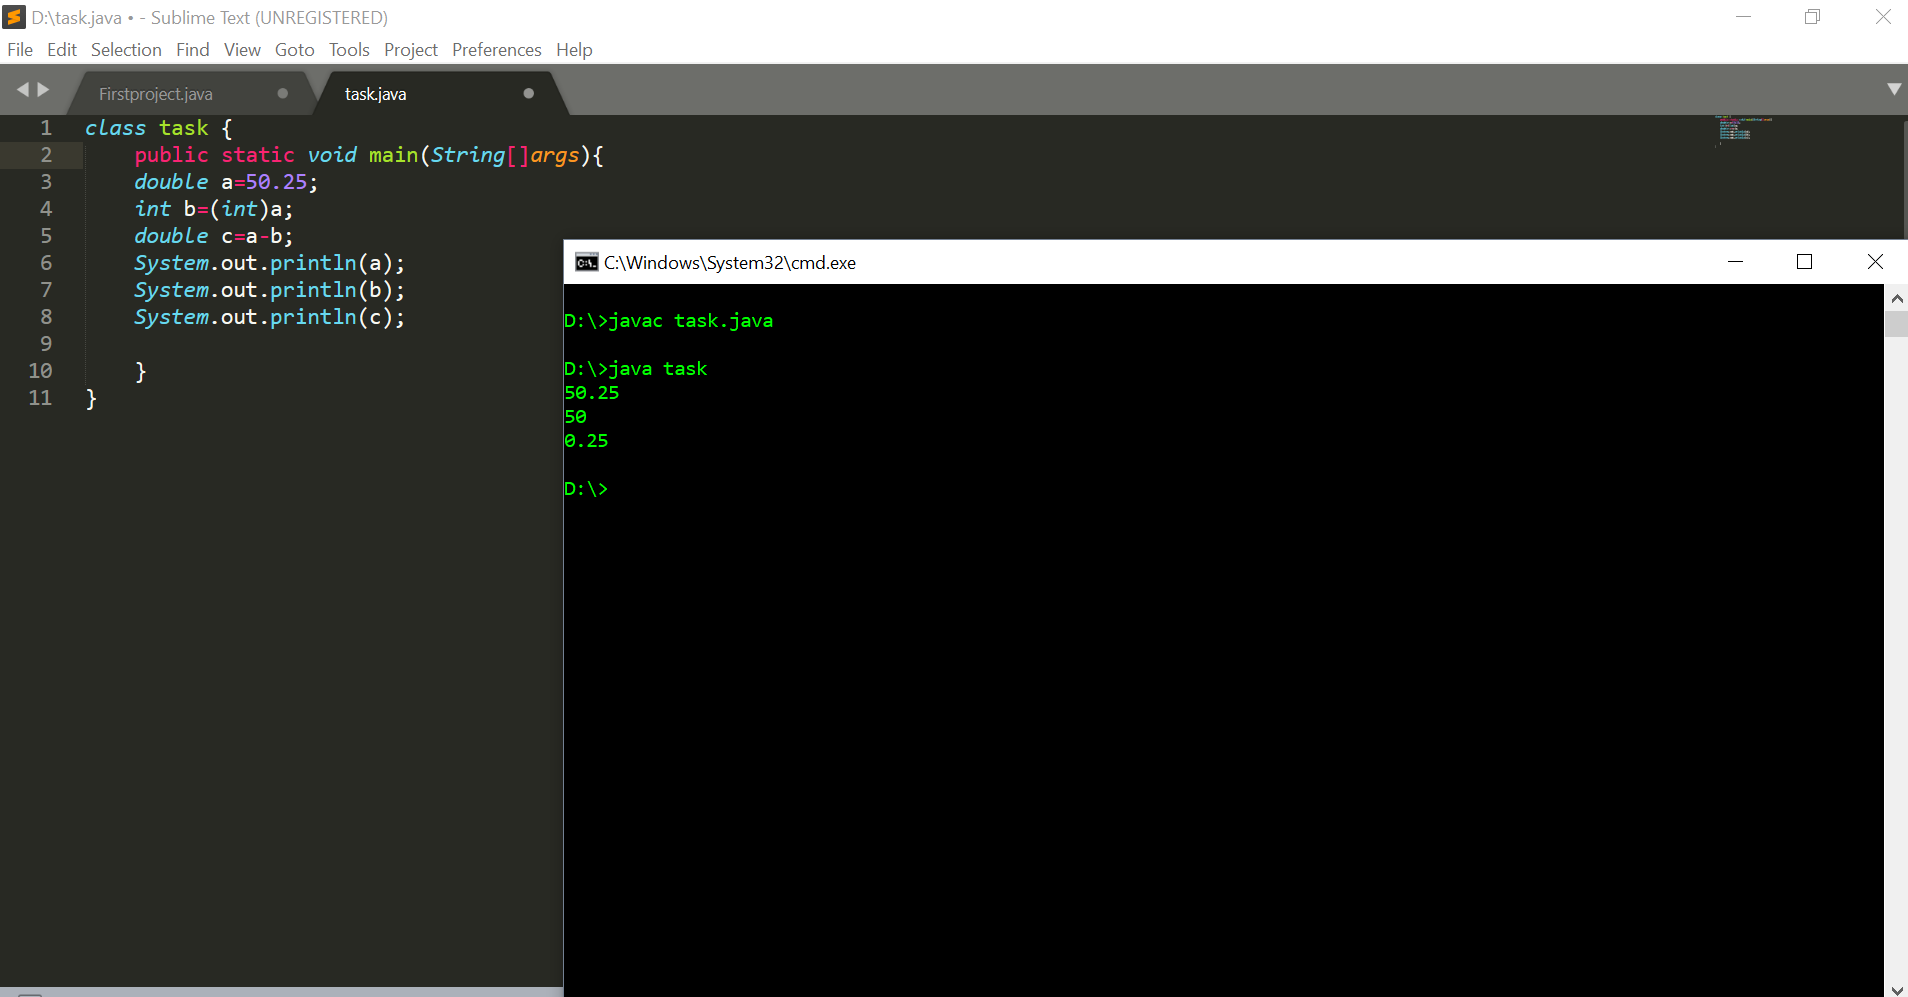 D:\task.java • - Sublime Text (UNREGISTERED)
File Edit Selection Find View Goto Tools Project Preferences Help
Firstproject.java
task.java
1 class task {
2 public static void main(String[]args){
3 double a=50.25;
4 int b=(int)a;
5 double c=a-b;
6 System.out.println(a);
7 System.out.println(b);
8 System.out.println(c);
9
10 }
11 }
C:\Windows\System32\cmd.exe
D:\>javac task.java
D:\>java task
50.25
50
0.25
D:\>